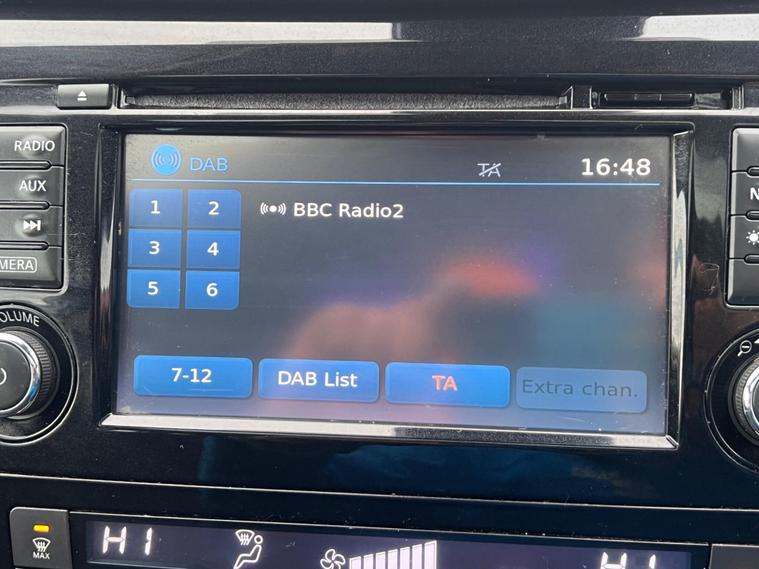 RADIO
AUX
MERA
OLUME
DAB
TA
16:48
1
2
BBC Radio2
3
4
5
6
7-12
DAB List
TA
Extra chan.
N
MAX
HI
HI